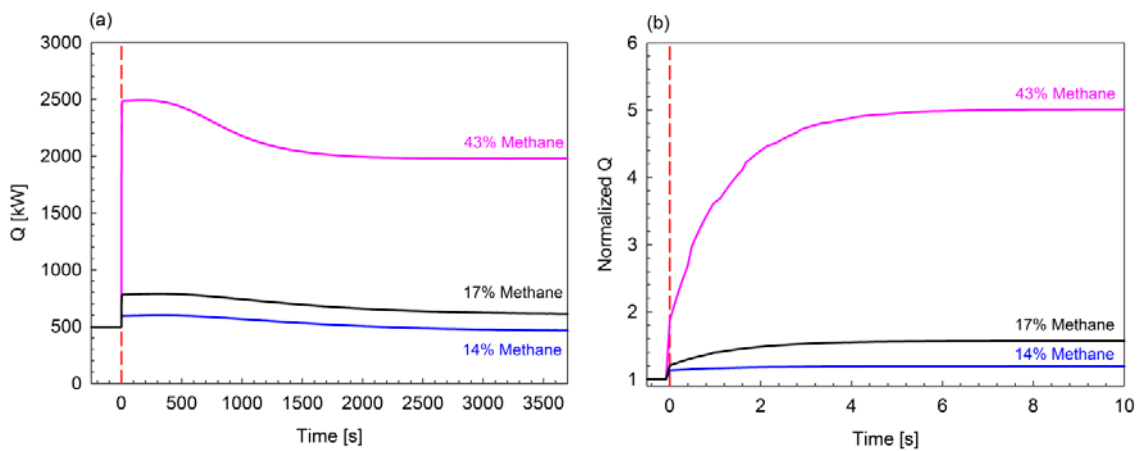 (a)
3000
2500
2000
1500
1000
500
0
Q [kW]
43% Methane
17% Methane
14% Methane
0 500 1000 1500 2000 2500 3000 3500
Time [s]
(b)
6
5
4
3
2
1
Normalized Q
43% Methane
17% Methane
14% Methane
0 2 4 6 8 10
Time [s]